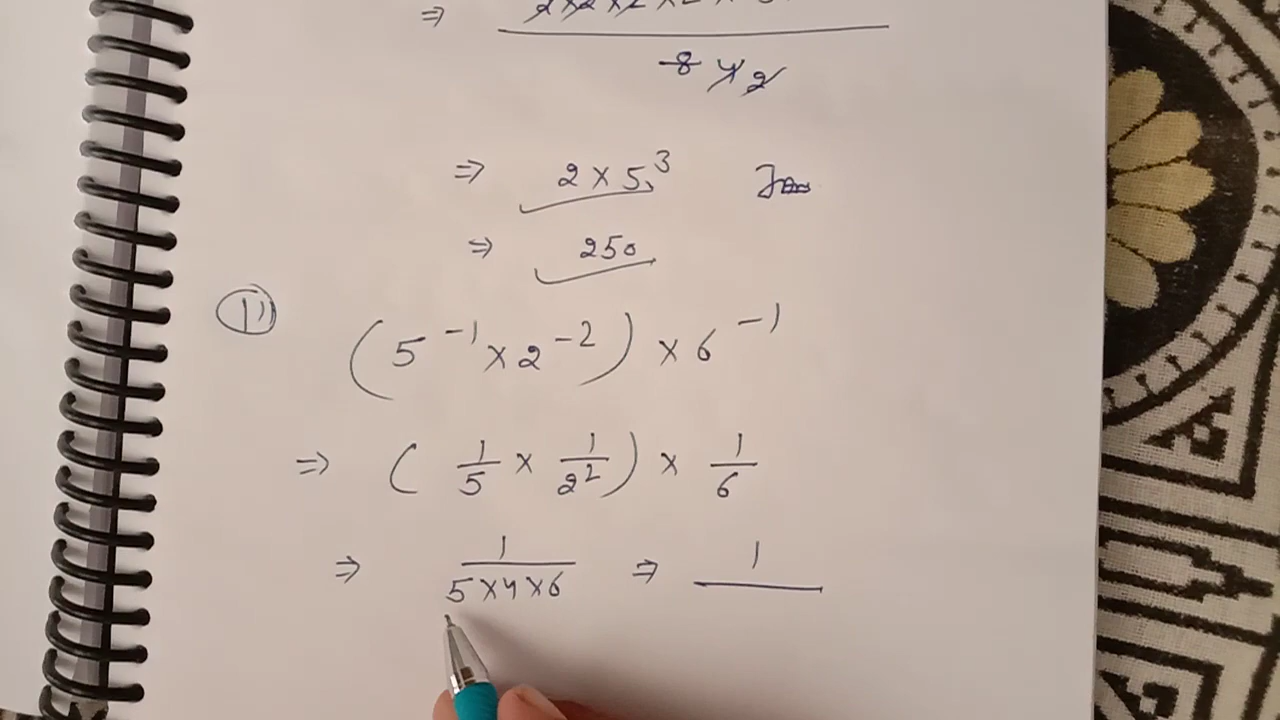 ⇒
8 4 2
⇒ 2 × 5³
⇒ 250
(5⁻¹ × 2⁻²) × 6⁻¹
⇒ ( 1/5 × 1/2² ) × 1/6
⇒ 1/5×4×6 ⇒ 1/